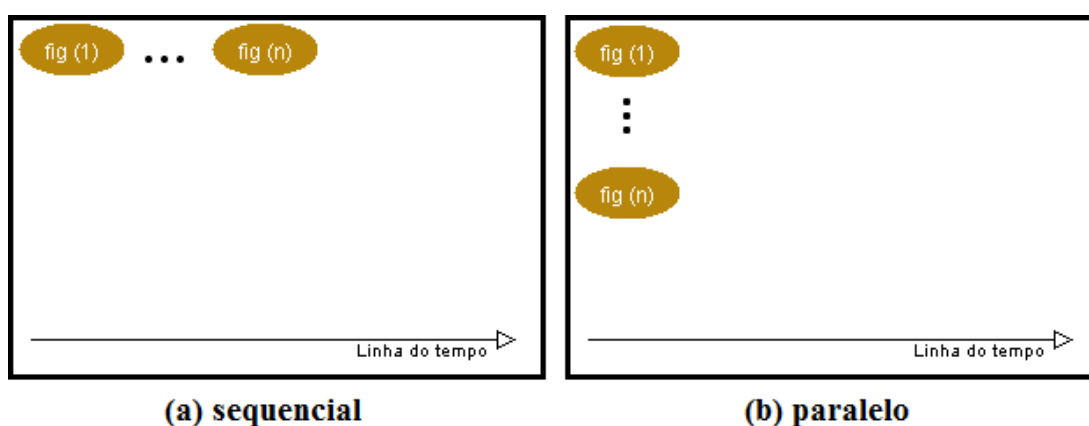 fig (1) ... fig (n)
Linha do tempo
(a) sequencial
fig (1)
⋮
fig (n)
Linha do tempo
(b) paralelo